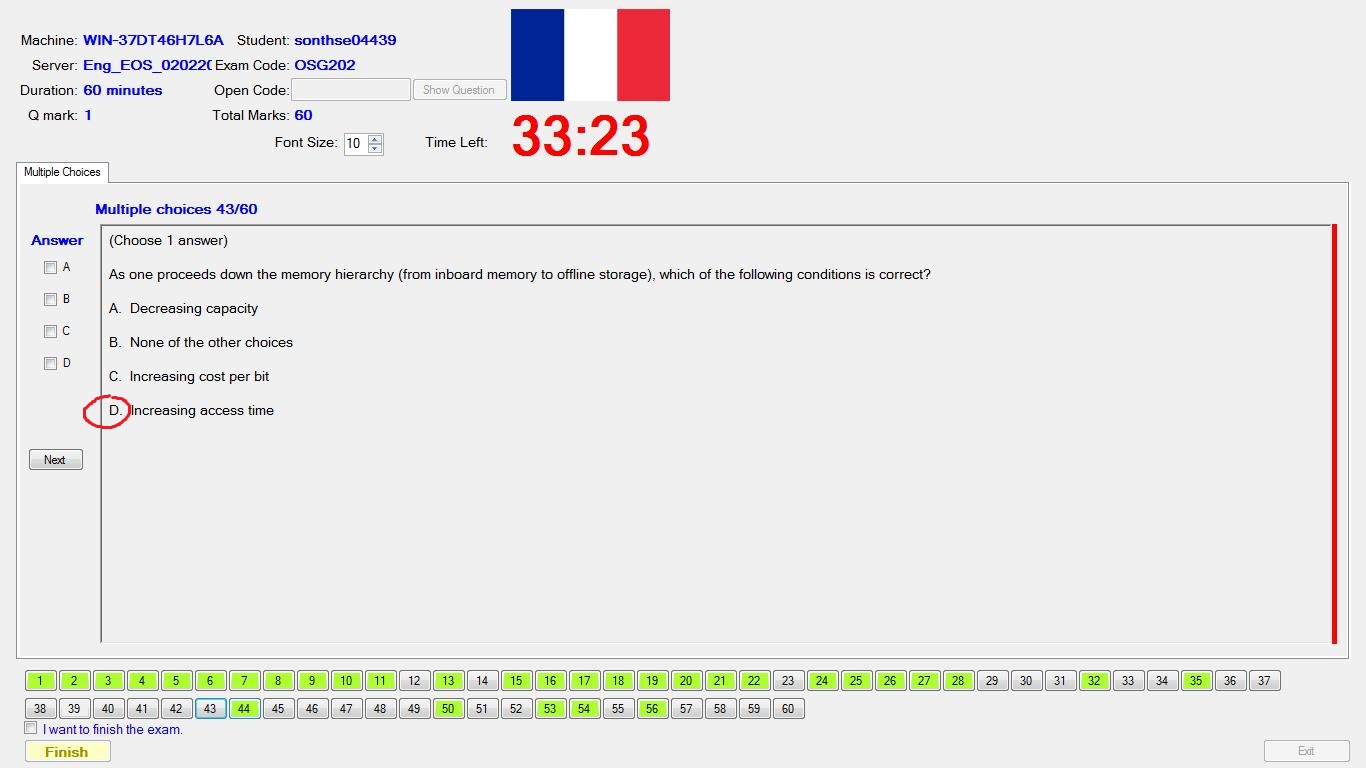 Machine: WIN-37DT46H7L6A Student: sonthse04439
Server: Eng_EOS_020220 Exam Code: OSG202
Duration: 60 minutes Open Code: Show Question
Q mark: 1 Total Marks: 60
Font Size: 10 Time Left: 33:23
Multiple Choices
Multiple choices 43/60
Answer
(Choose 1 answer)
A
As one proceeds down the memory hierarchy (from inboard memory to offline storage), which of the following conditions is correct?
B
A. Decreasing capacity
C
B. None of the other choices
D
C. Increasing cost per bit
D. Increasing access time
Next
1 2 3 4 5 6 7 8 9 10 11 12 13 14 15 16 17 18 19 20 21 22 23 24 25 26 27 28 29 30 31 32 33 34 35 36 37
38 39 40 41 42 43 44 45 46 47 48 49 50 51 52 53 54 55 56 57 58 59 60
I want to finish the exam.
Finish Exit